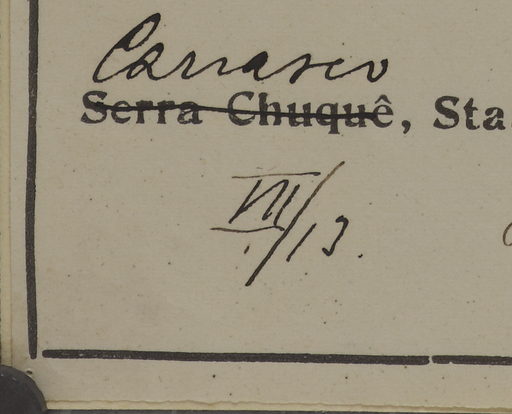 Carrasco
Serra Chuquê, Sta.
VII/13.